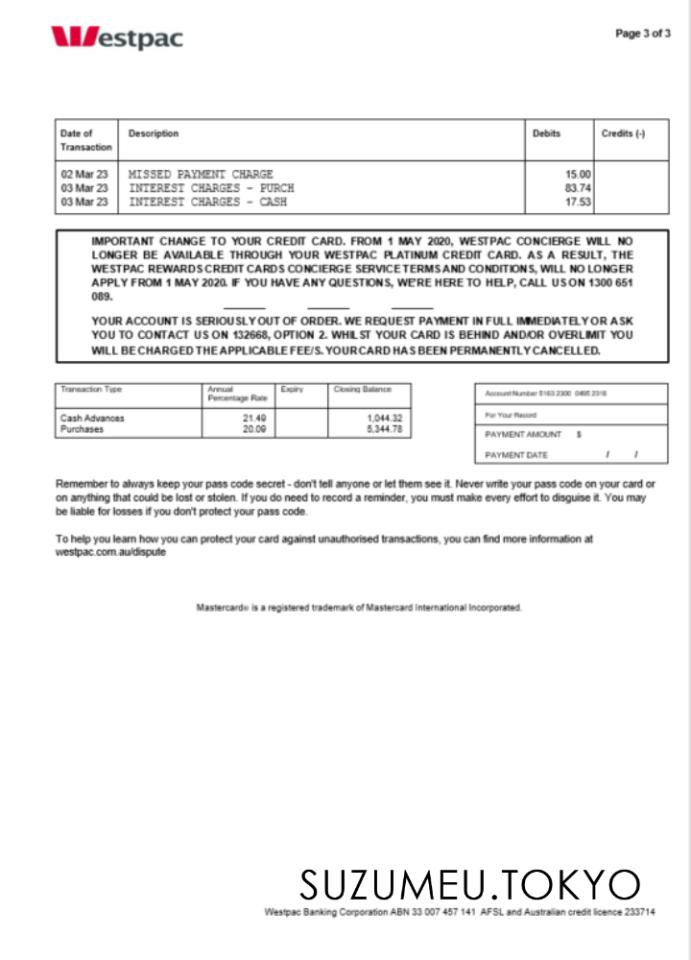 Westpac
Page 3 of 3
Date of Transaction Description Debits Credits (-)
02 Mar 23 MISSED PAYMENT CHARGE 15.00
03 Mar 23 INTEREST CHARGES - PURCH 83.74
03 Mar 23 INTEREST CHARGES - CASH 17.53
IMPORTANT CHANGE TO YOUR CREDIT CARD. FROM 1 MAY 2020, WESTPAC CONCIERGE WILL NO
LONGER BE AVAILABLE THROUGH YOUR WESTPAC PLATINUM CREDIT CARD. AS A RESULT, THE
WESTPAC REWARDS CREDIT CARDS CONCIERGE SERVICE TERMS AND CONDITIONS, WILL NO LONGER
APPLY FROM 1 MAY 2020. IF YOU HAVE ANY QUESTIONS, WE'RE HERE TO HELP, CALL US ON 1300 651
089.
YOUR ACCOUNT IS SERIOUSLY OUT OF ORDER. WE REQUEST PAYMENT IN FULL IMMEDIATELY OR ASK
YOU TO CONTACT US ON 132668, OPTION 2. WHILST YOUR CARD IS BEHIND AND/OR OVERLIMIT YOU
WILL BE CHARGED THE APPLICABLE FEE/S. YOUR CARD HAS BEEN PERMANENTLY CANCELLED.
Transaction Type Annual Percentage Rate Expiry Closing Balance
Cash Advances 21.49 1,044.32
Purchases 20.09 5,344.78
Account Number 5163 2300 0495 2318
For Your Record
PAYMENT AMOUNT $
PAYMENT DATE / /
Remember to always keep your pass code secret - don't tell anyone or let them see it. Never write your pass code on your card or
on anything that could be lost or stolen. If you do need to record a reminder, you must make every effort to disguise it. You may
be liable for losses if you don't protect your pass code.
To help you learn how you can protect your card against unauthorised transactions, you can find more information at
westpac.com.au/dispute
Mastercard® is a registered trademark of Mastercard International Incorporated.
SUZUMEU.TOKYO
Westpac Banking Corporation ABN 33 007 457 141 AFSL and Australian credit licence 233714